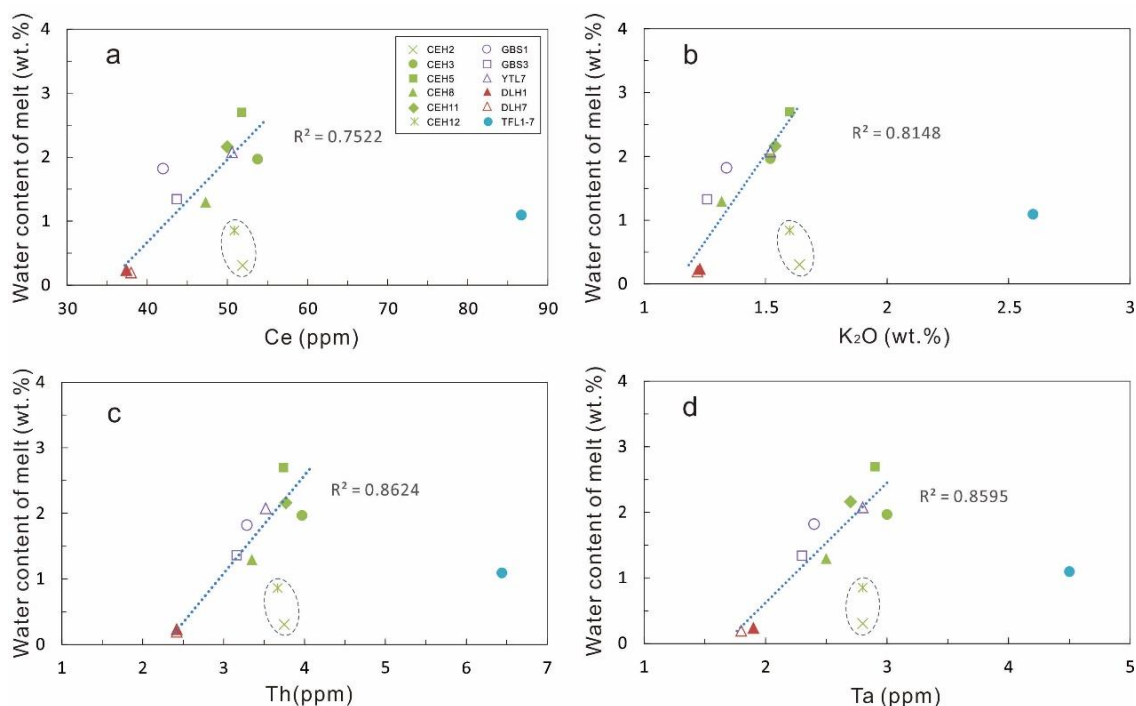 a
Water content of melt (wt.%)
4
3
2
1
0
30 40 50 60 70 80 90
Ce (ppm)
R² = 0.7522
CEH2 GBS1
CEH3 GBS3
CEH5 YTL7
CEH8 DLH1
CEH11 DLH7
CEH12 TFL1-7
b
Water content of melt (wt.%)
4
3
2
1
0
1 1.5 2 2.5 3
K₂O (wt.%)
R² = 0.8148
c
Water content of melt (wt.%)
4
3
2
1
0
1 2 3 4 5 6 7
Th(ppm)
R² = 0.8624
d
Water content of melt (wt.%)
4
3
2
1
0
1 2 3 4 5
Ta (ppm)
R² = 0.8595